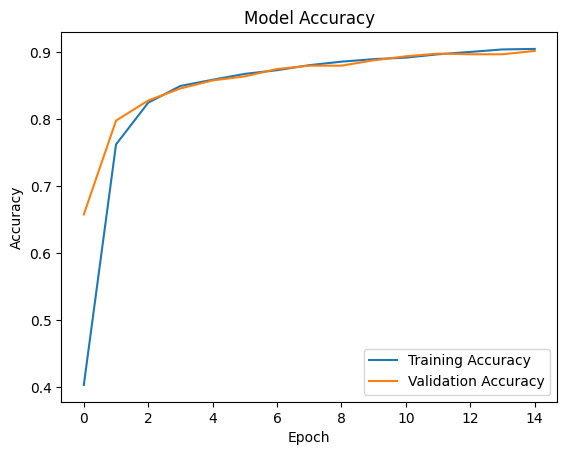 Model Accuracy
Accuracy
0.9
0.8
0.7
0.6
0.5
0.4
0 2 4 6 8 10 12 14
Epoch
Training Accuracy
Validation Accuracy